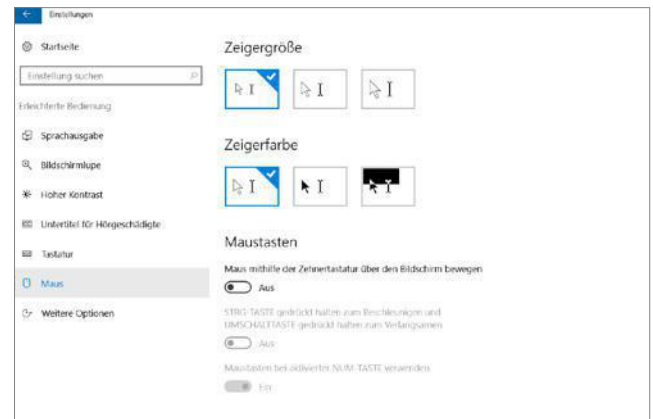 Einstellungen
Startseite
Einstellung suchen
Erleichterte Bedienung
Sprachausgabe
Bildschirmlupe
Hoher Kontrast
Untertitel für Hörgeschädigte
Tastatur
Maus
Weitere Optionen
Zeigergröße
Zeigerfarbe
Maustasten
Maus mithilfe der Zehnertastatur über den Bildschirm bewegen
Aus
STRG-TASTE gedrückt halten zum Beschleunigen und
UMSCHALTTASTE gedrückt halten zum Verlangsamen
Aus
Maustasten bei aktivierter NUM-TASTE verwenden
Ein